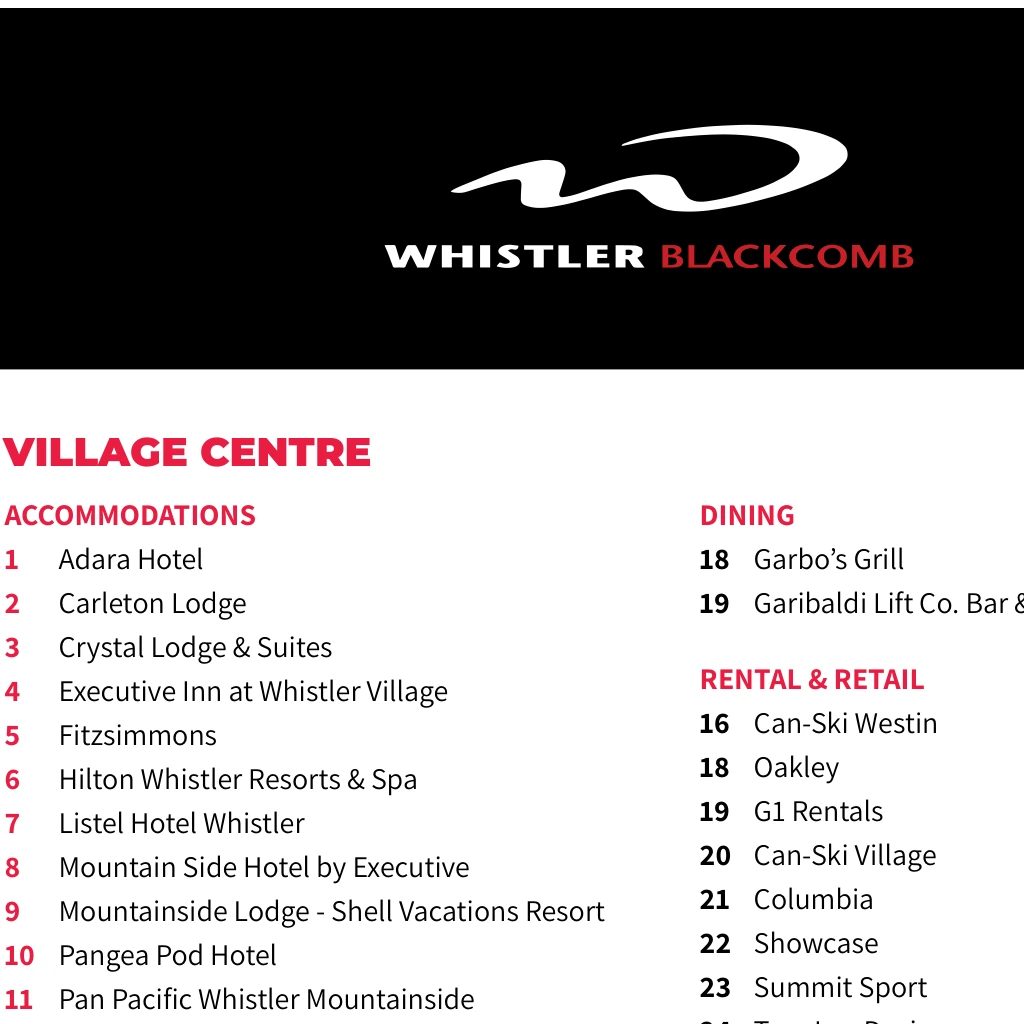 WHISTLER BLACKCOMB
VILLAGE CENTRE
ACCOMMODATIONS
1 Adara Hotel
2 Carleton Lodge
3 Crystal Lodge & Suites
4 Executive Inn at Whistler Village
5 Fitzsimmons
6 Hilton Whistler Resorts & Spa
7 Listel Hotel Whistler
8 Mountain Side Hotel by Executive
9 Mountainside Lodge - Shell Vacations Resort
10 Pangea Pod Hotel
11 Pan Pacific Whistler Mountainside
DINING
18 Garbo’s Grill
19 Garibaldi Lift Co. Bar &
RENTAL & RETAIL
16 Can-Ski Westin
18 Oakley
19 G1 Rentals
20 Can-Ski Village
21 Columbia
22 Showcase
23 Summit Sport